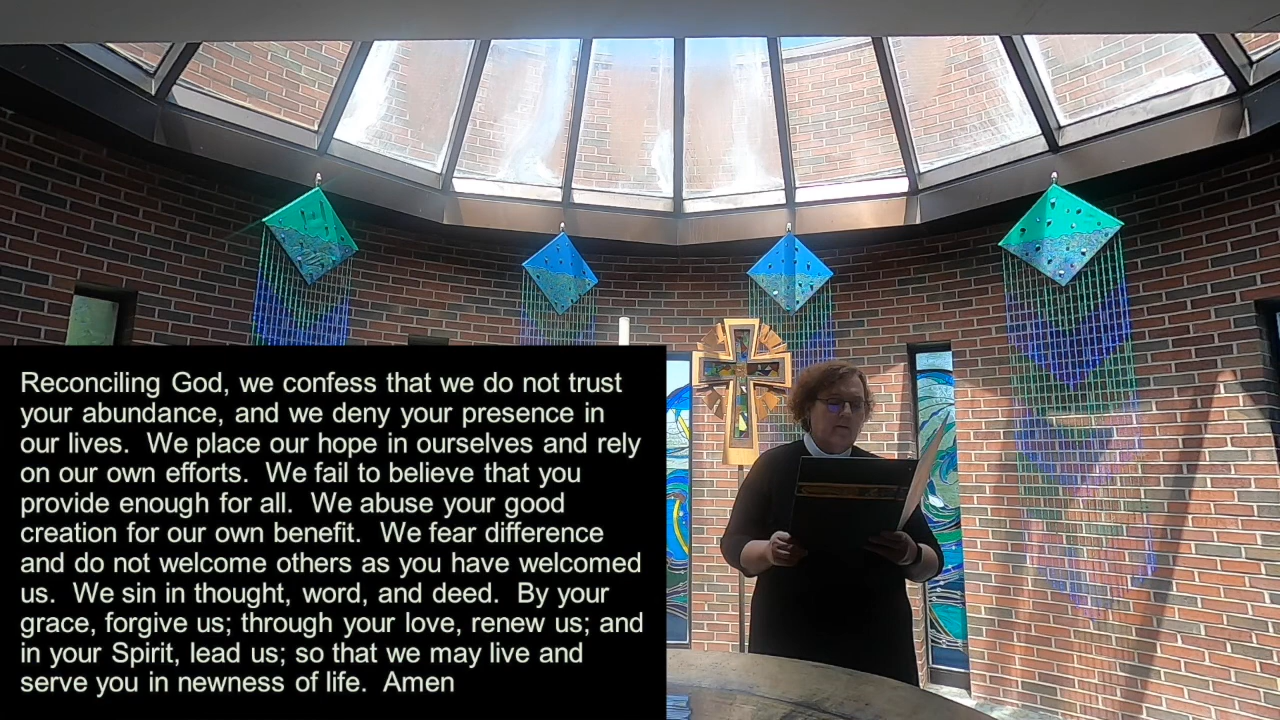 Reconciling God, we confess that we do not trust
your abundance, and we deny your presence in
our lives.  We place our hope in ourselves and rely
on our own efforts.  We fail to believe that you
provide enough for all.  We abuse your good
creation for our own benefit.  We fear difference
and do not welcome others as you have welcomed
us.  We sin in thought, word, and deed.  By your
grace, forgive us; through your love, renew us; and
in your Spirit, lead us; so that we may live and
serve you in newness of life.  Amen